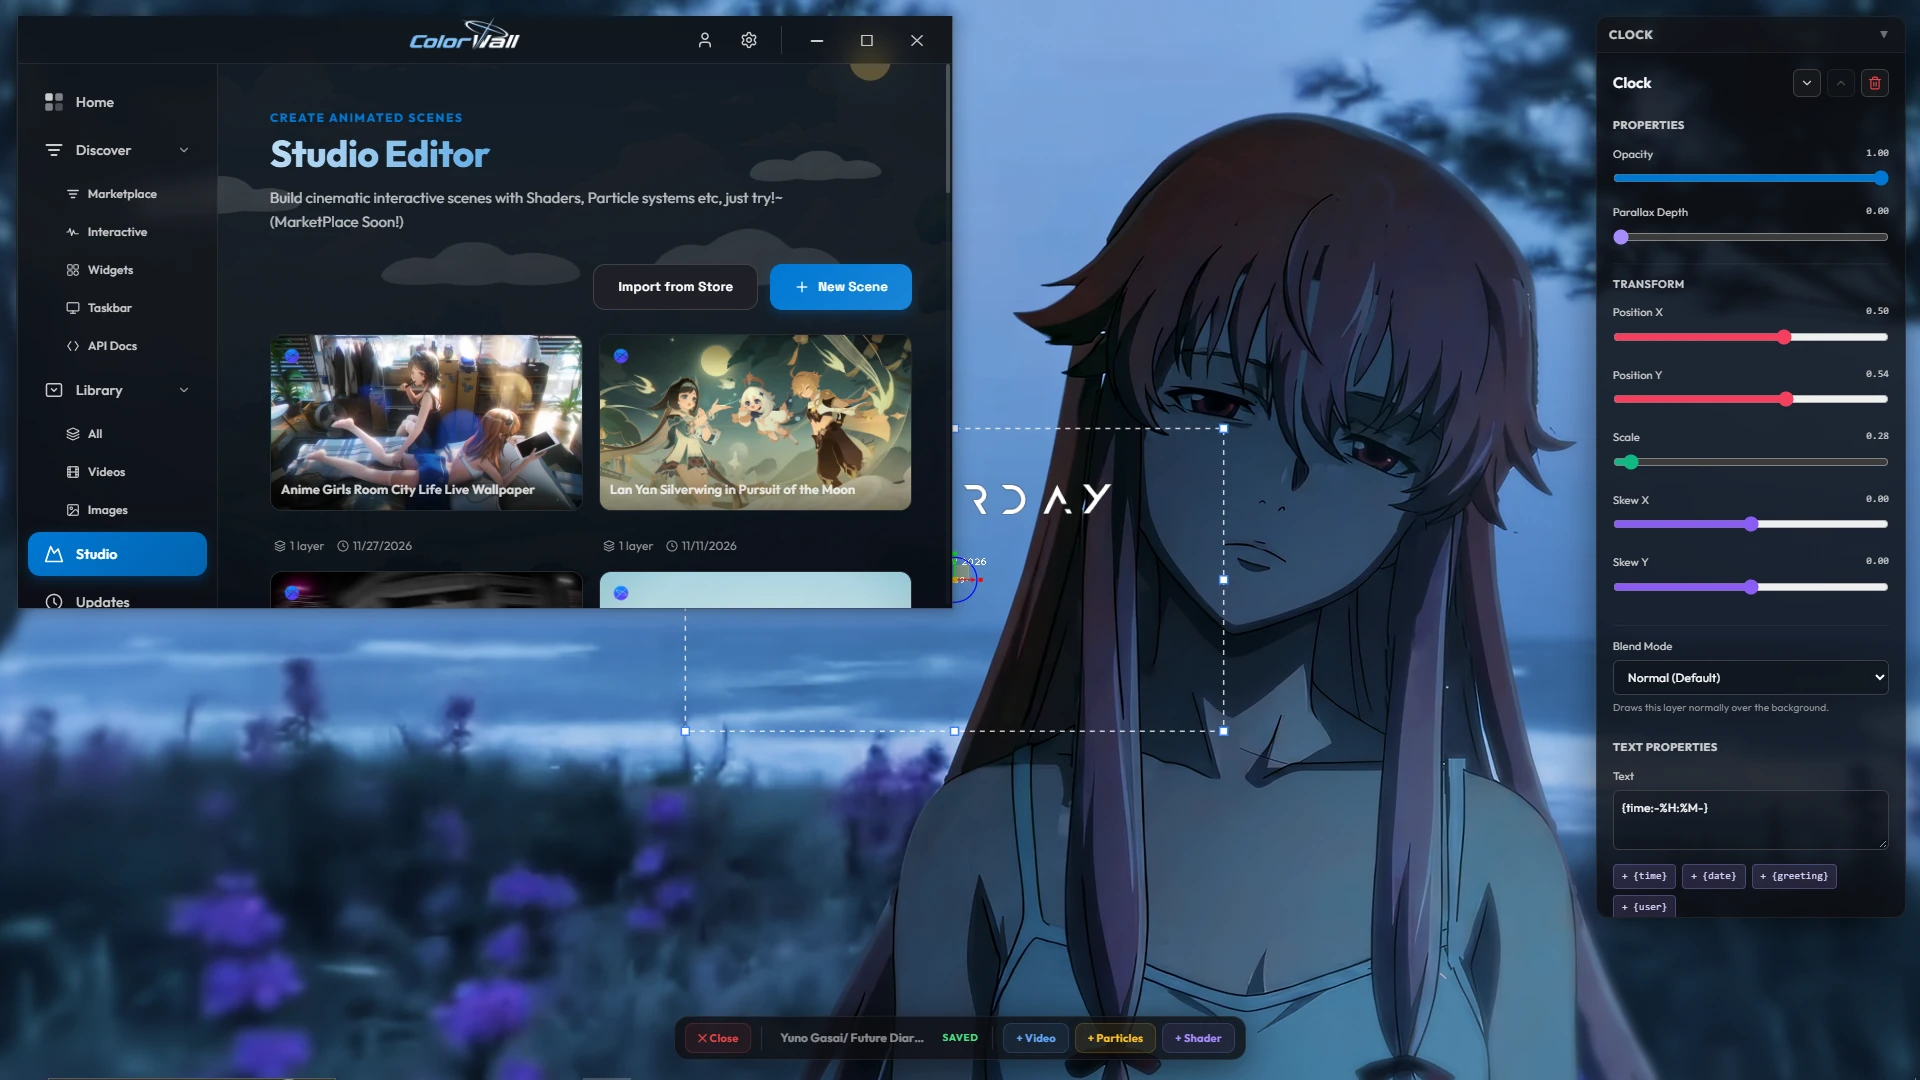 ColorWall
Home
Discover
Marketplace
Interactive
Widgets
Taskbar
API Docs
Library
All
Videos
Images
Studio
Updates
CREATE ANIMATED SCENES
Studio Editor
Build cinematic interactive scenes with Shaders, Particle systems etc, just try!~
(MarketPlace Soon!)
Import from Store
+ New Scene
Anime Girls Room City Life Live Wallpaper
1 layer 11/27/2026
Lan Yan Silverwing in Pursuit of the Moon
1 layer 11/11/2026
RDAY
2026
CLOCK
Clock
PROPERTIES
Opacity 1.00
Parallax Depth 0.00
TRANSFORM
Position X 0.50
Position Y 0.54
Scale 0.28
Skew X 0.00
Skew Y 0.00
Blend Mode
Normal (Default)
Draws this layer normally over the background.
TEXT PROPERTIES
Text
{time:-%H:%M-}
+ {time} + {date} + {greeting}
+ {user}
Close Yuno Gasai/ Future Diar... SAVED + Video + Particles + Shader